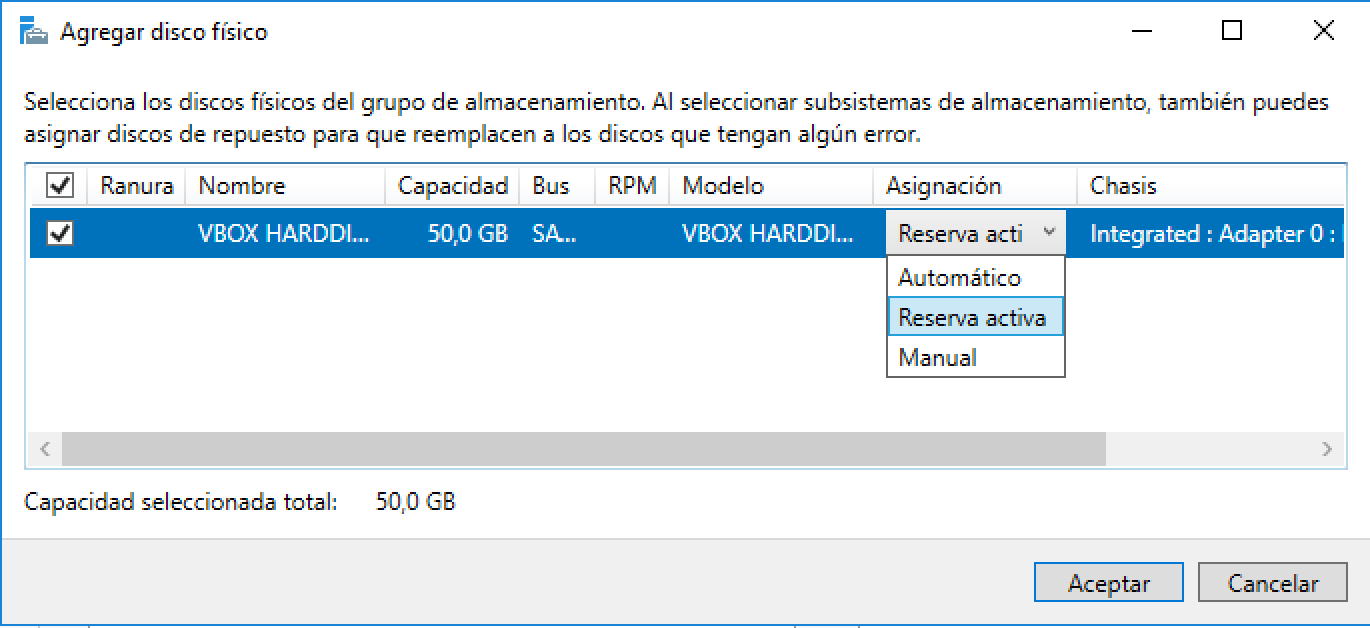 Agregar disco físico
Selecciona los discos físicos del grupo de almacenamiento. Al seleccionar subsistemas de almacenamiento, también puedes
asignar discos de repuesto para que reemplacen a los discos que tengan algún error.
Ranura Nombre Capacidad Bus RPM Modelo Asignación Chasis
VBOX HARDDI... 50,0 GB SA... VBOX HARDDI... Reserva acti Integrated : Adapter 0 :
Automático
Reserva activa
Manual
Capacidad seleccionada total: 50,0 GB
Aceptar Cancelar